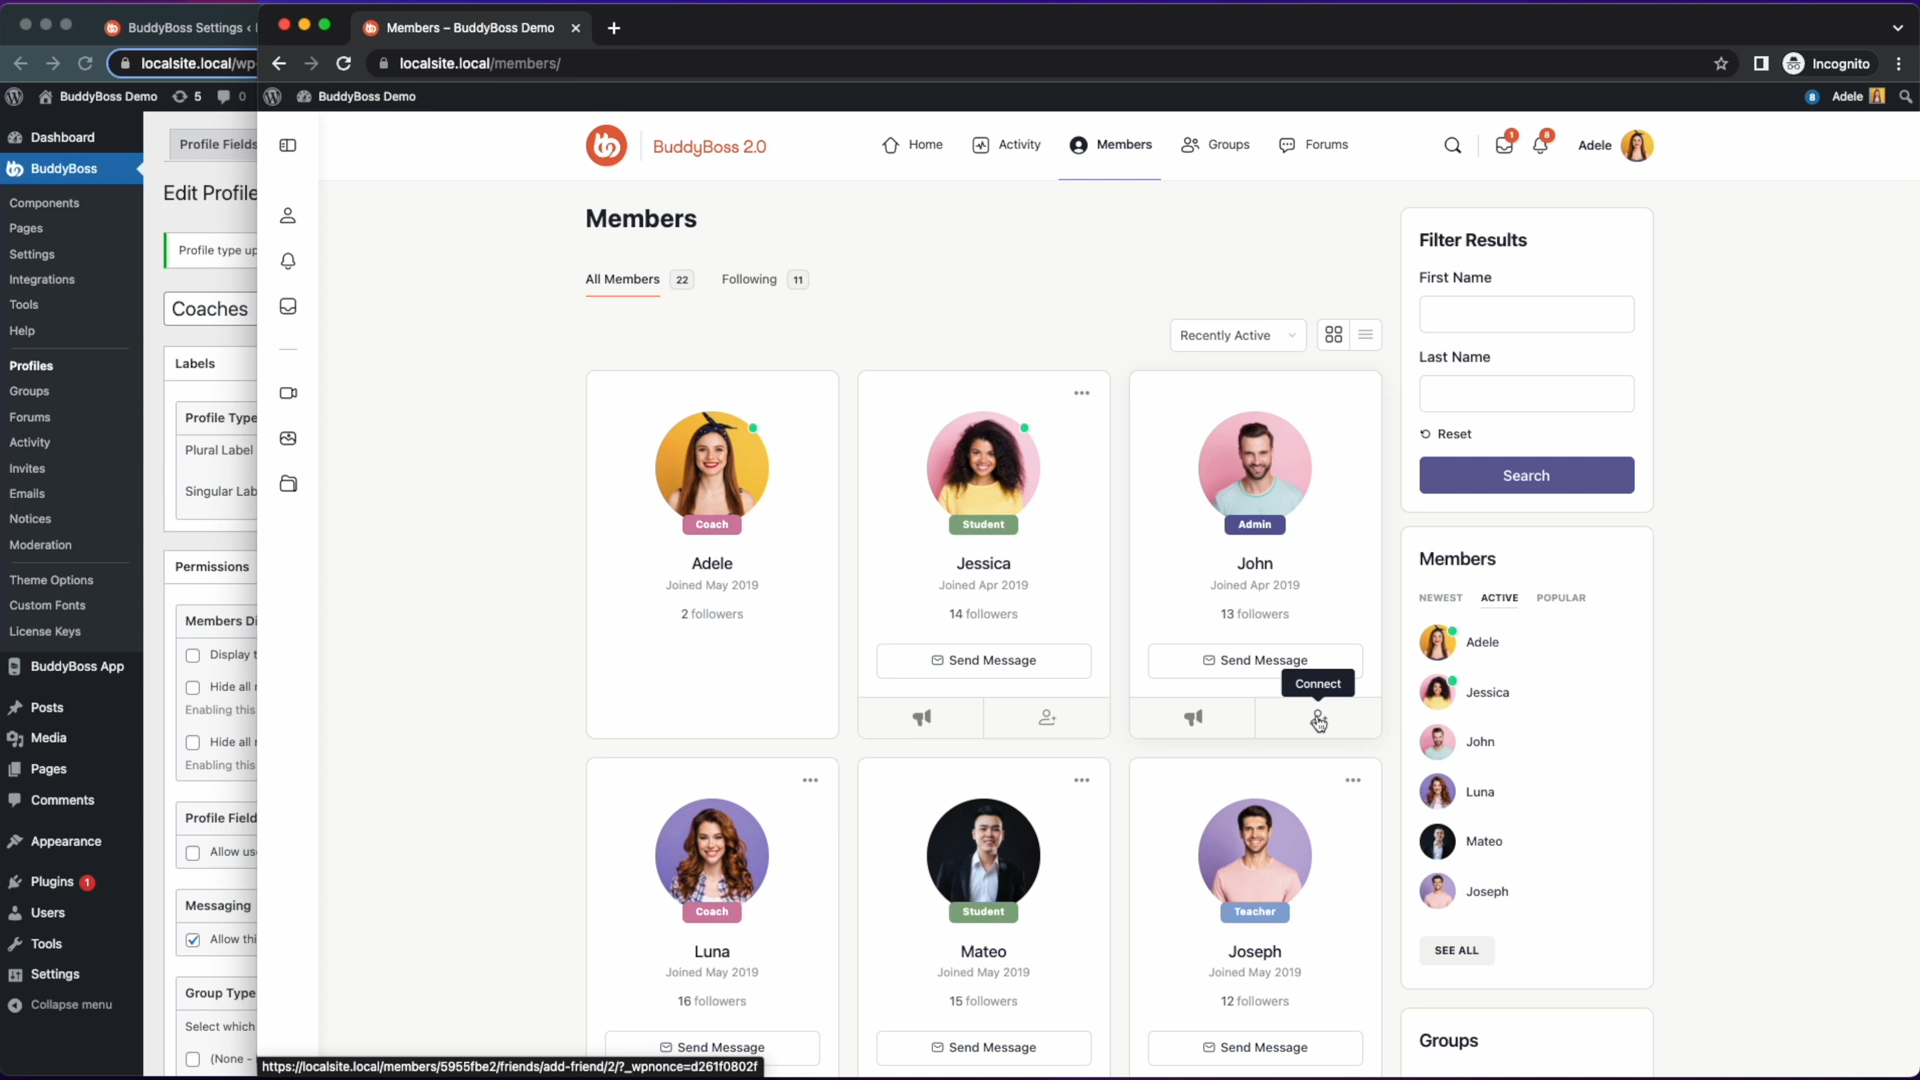 BuddyBoss Settings ‹
Members – BuddyBoss Demo
localsite.local/wp-
localsite.local/members/
Incognito
BuddyBoss Demo
5
0
BuddyBoss Demo
8
Adele
Dashboard
BuddyBoss
Components
Pages
Settings
Integrations
Tools
Help
Profiles
Groups
Forums
Activity
Invites
Emails
Notices
Moderation
Theme Options
Custom Fonts
License Keys
BuddyBoss App
Posts
Media
Pages
Comments
Appearance
Plugins 1
Users
Tools
Settings
Collapse menu
Profile Fields
Edit Profile
Profile type up
Coaches
Labels
Profile Type
Plural Label
Singular Lab
Permissions
Members Di
Display t
Hide all
Enabling this
Hide all
Enabling this
Profile Field
Allow us
Messaging
Allow thi
Group Type
Select which
(None -
BuddyBoss 2.0
Home
Activity
Members
Groups
Forums
1
8
Adele
Members
All Members 22
Following 11
Recently Active
Coach
Adele
Joined May 2019
2 followers
Student
Jessica
Joined Apr 2019
14 followers
Send Message
Admin
John
Joined Apr 2019
13 followers
Send Message
Connect
Coach
Luna
Joined May 2019
16 followers
Send Message
Student
Mateo
Joined May 2019
15 followers
Send Message
Teacher
Joseph
Joined May 2019
12 followers
Send Message
Filter Results
First Name
Last Name
Reset
Search
Members
NEWEST ACTIVE POPULAR
Adele
Jessica
John
Luna
Mateo
Joseph
SEE ALL
Groups
https://localsite.local/members/5955fbe2/friends/add-friend/2/?_wpnonce=d261f0802f